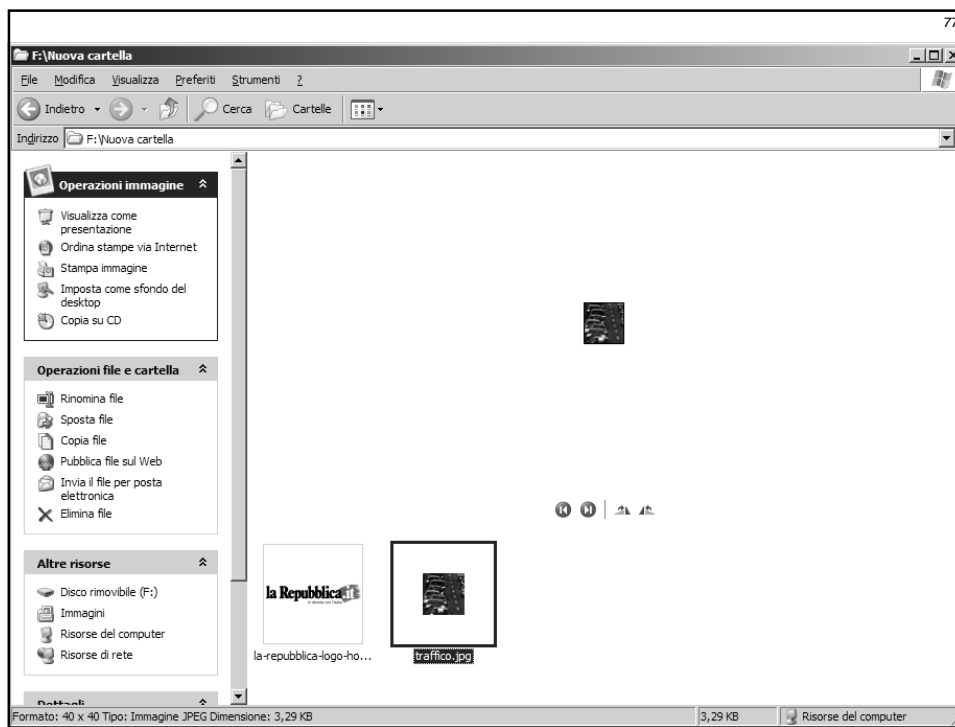 77
F:\Nuova cartella
File Modifica Visualizza Preferiti Strumenti ?
Indietro Cerca Cartelle
Indirizzo F:\Nuova cartella
Operazioni immagine
Visualizza come
presentazione
Ordina stampe via Internet
Stampa immagine
Imposta come sfondo del
desktop
Copia su CD
Operazioni file e cartella
Rinomina file
Sposta file
Copia file
Pubblica file sul Web
Invia il file per posta
elettronica
Elimina file
Altre risorse
Disco rimovibile (F:)
Immagini
Risorse del computer
Risorse di rete
Dettagli
la Repubblica.it
la-repubblica-logo-ho...
traffico.jpg
Formato: 40 x 40 Tipo: Immagine JPEG Dimensione: 3,29 KB
3,29 KB
Risorse del computer